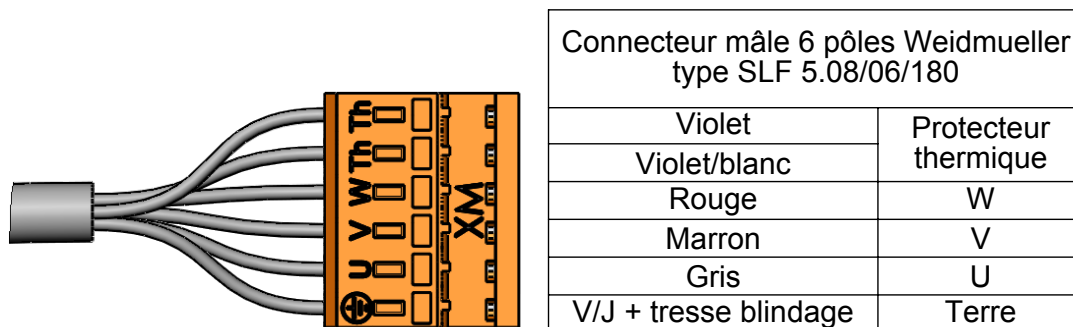 Th
Th
W
V
U
XM
Connecteur mâle 6 pôles Weidmueller
type SLF 5.08/06/180
Violet
Protecteur
thermique
Violet/blanc
Rouge W
Marron V
Gris U
V/J + tresse blindage Terre